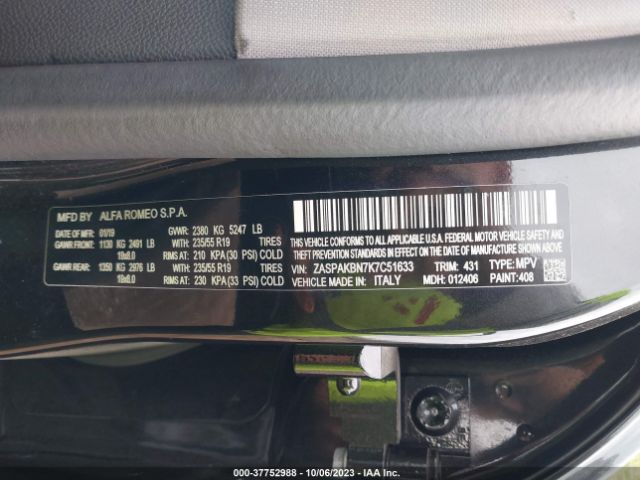 MFD BY ALFA ROMEO S.P.A.
DATE OF MFR: 01/19 GVWR: 2380 KG 5247 LB
GAWR FRONT: 1130 KG 2491 LB WITH 235/55 R19 TIRES
19x8.0 RIMS AT 210 KPA (30 PSI) COLD
GAWR REAR: 1350 KG 2976 LB WITH 235/55 R19 TIRES
19x8.0 RIMS AT 230 KPA (33 PSI) COLD
THIS VEHICLE CONFORMS TO ALL APPLICABLE
FEDERAL MOTOR VEHICLE SAFETY, BUMPER, AND
THEFT PREVENTION STANDARDS IN EFFECT
ON THE DATE OF MANUFACTURE SHOWN ABOVE
VIN: ZASPAKBN7K7C51633 TRIM: 431 TYPE: MPV
VEHICLE MADE IN: ITALY MDH: 012406 PAINT: 408
000-37752988 - 10/06/2023 - IAA Inc.